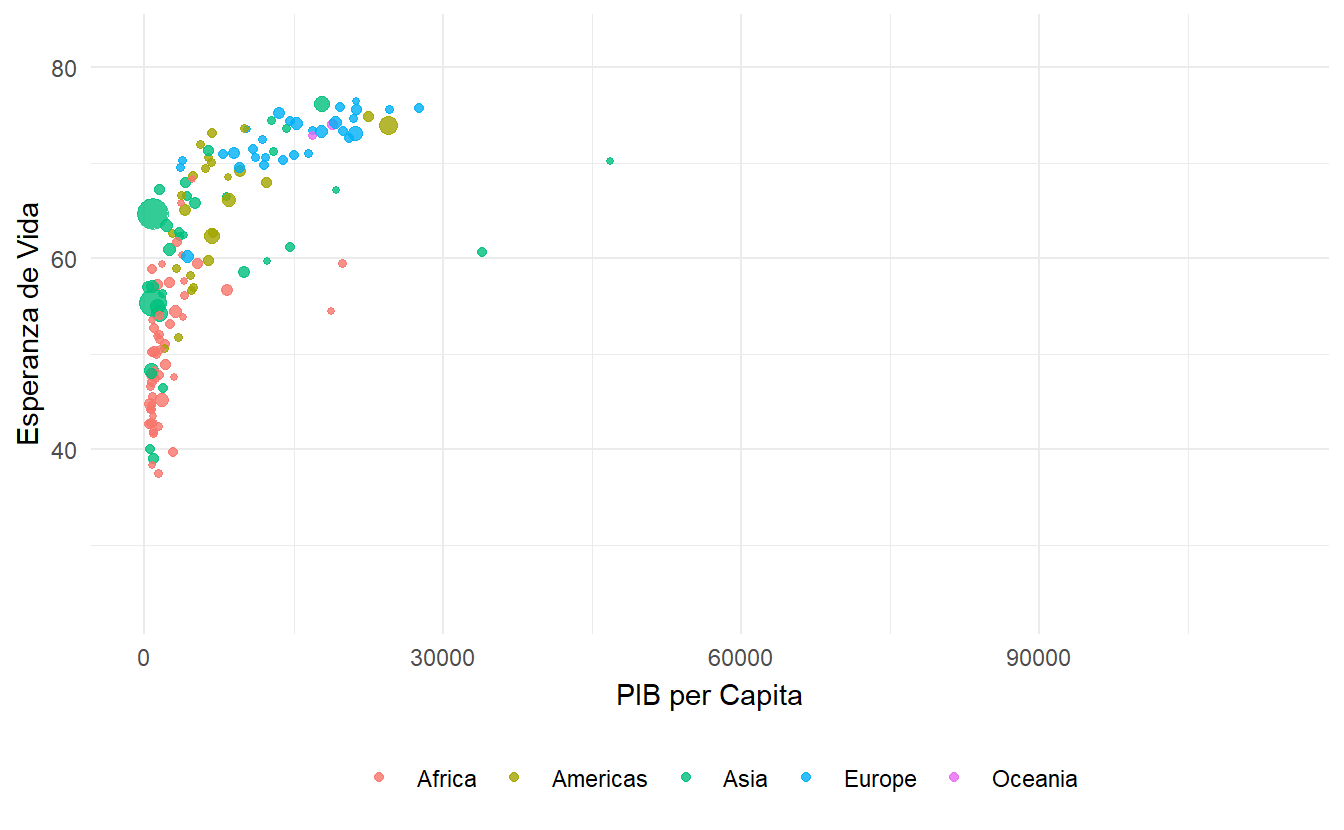 80
60
40
Esperanza de Vida
0 30000 60000 90000
PIB per Capita
Africa Americas Asia Europe Oceania